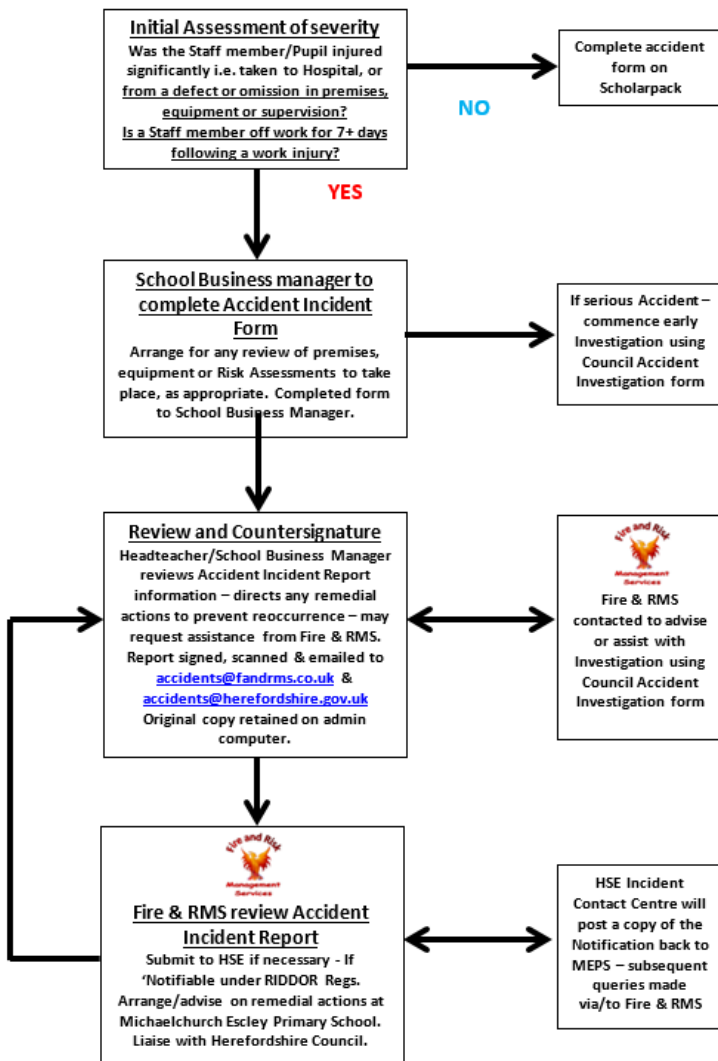 Initial Assessment of severity
Was the Staff member/Pupil injured
significantly i.e. taken to Hospital, or
from a defect or omission in premises,
equipment or supervision?
Is a Staff member off work for 7+ days
following a work injury?
NO
Complete accident
form on
Scholarpack
YES
School Business manager to
complete Accident Incident
Form
Arrange for any review of premises,
equipment or Risk Assessments to take
place, as appropriate. Completed form
to School Business Manager.
If serious Accident –
commence early
Investigation using
Council Accident
Investigation form
Review and Countersignature
Headteacher/School Business Manager
reviews Accident Incident Report
information – directs any remedial
actions to prevent reoccurrence – may
request assistance from Fire & RMS.
Report signed, scanned & emailed to
accidents@fandrms.co.uk &
accidents@herefordshire.gov.uk
Original copy retained on admin
computer.
Fire and Risk
Management
Services
Fire & RMS
contacted to advise
or assist with
Investigation using
Council Accident
Investigation form
Fire and Risk
Management
Services
Fire & RMS review Accident
Incident Report
Submit to HSE if necessary - If
‘Notifiable under RIDDOR Regs.
Arrange/advise on remedial actions at
Michaelchurch Escley Primary School.
Liaise with Herefordshire Council.
HSE Incident
Contact Centre will
post a copy of the
Notification back to
MEPS – subsequent
queries made
via/to Fire & RMS